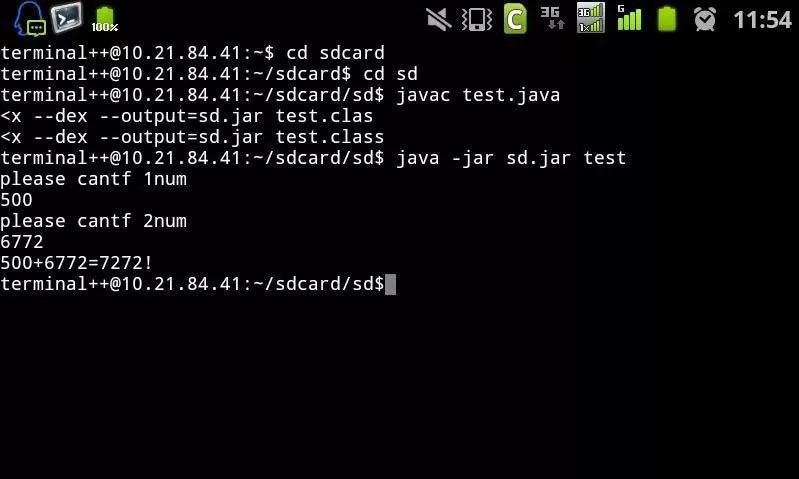 100%
C
3G
3G
1X
G
11:54
terminal++@10.21.84.41:~$ cd sdcard
terminal++@10.21.84.41:~/sdcard$ cd sd
terminal++@10.21.84.41:~/sdcard/sd$ javac test.java
<x --dex --output=sd.jar test.clas
<x --dex --output=sd.jar test.class
terminal++@10.21.84.41:~/sdcard/sd$ java -jar sd.jar test
please cantf 1num
500
please cantf 2num
6772
500+6772=7272!
terminal++@10.21.84.41:~/sdcard/sd$